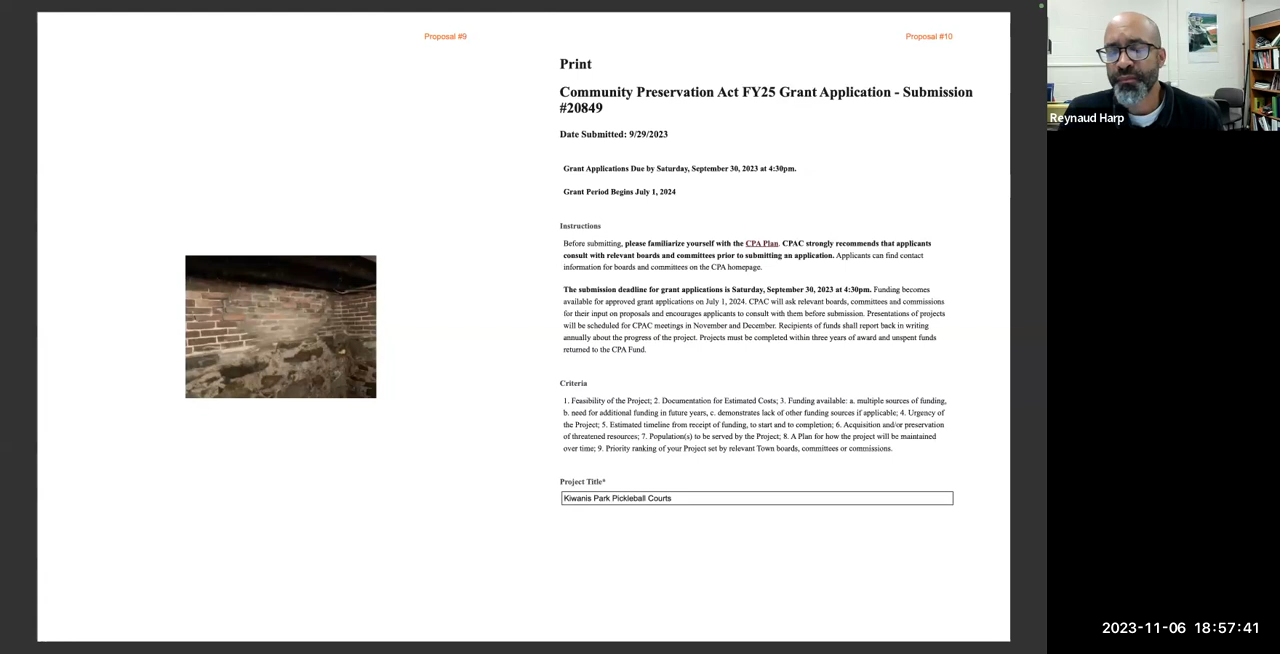 Proposal #9
Proposal #10
Print
Community Preservation Act FY25 Grant Application - Submission
#20849
Date Submitted: 9/29/2023
Grant Applications Due by Saturday, September 30, 2023 at 4:30pm.
Grant Period Begins July 1, 2024
Instructions
Before submitting, please familiarize yourself with the CPA Plan. CPAC strongly recommends that applicants
consult with relevant boards and committees prior to submitting an application. Applicants can find contact
information for boards and committees on the CPA homepage.
The submission deadline for grant applications is Saturday, September 30, 2023 at 4:30pm. Funding becomes
available for approved grant applications on July 1, 2024. CPAC will ask relevant boards, committees and commissions
for their input on proposals and encourages applicants to consult with them before submission. Presentations of projects
will be scheduled for CPAC meetings in November and December. Recipients of funds shall report back in writing
annually about the progress of the project. Projects must be completed within three years of award and unspent funds
returned to the CPA Fund.
Criteria
1. Feasibility of the Project; 2. Documentation for Estimated Costs; 3. Funding available: a. multiple sources of funding,
b. need for additional funding in future years, c. demonstrates lack of other funding sources if applicable; 4. Urgency of
the Project; 5. Estimated timeline from receipt of funding, to start and to completion; 6. Acquisition and/or preservation
of threatened resources; 7. Population(s) to be served by the Project; 8. A Plan for how the project will be maintained
over time; 9. Priority ranking of your Project set by relevant Town boards, committees or commissions.
Project Title*
Kiwanis Park Pickleball Courts
Reynaud Harp
2023-11-06 18:57:41